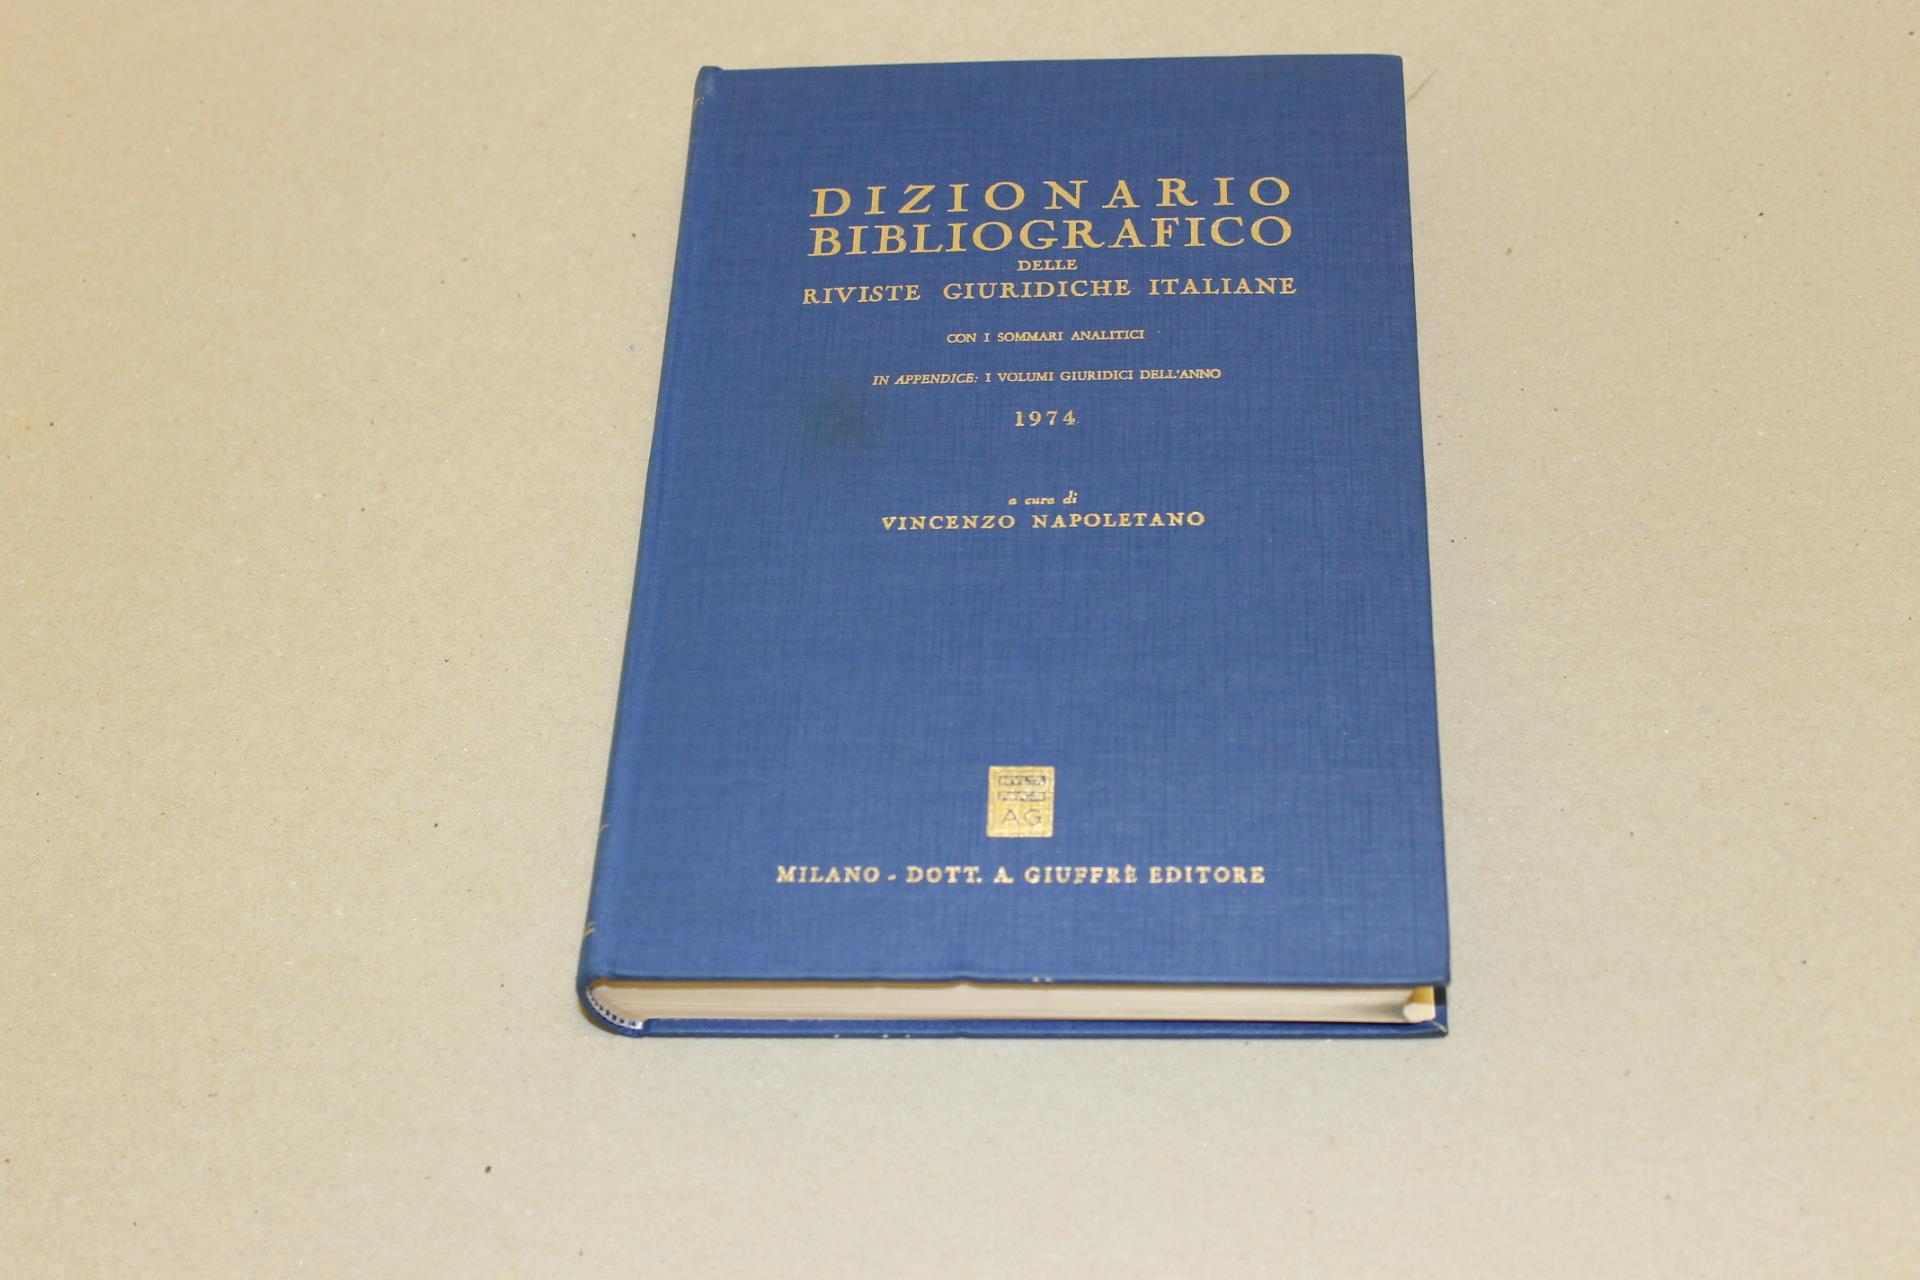 DIZIONARIO
BIBLIOGRAFICO
DELLE
RIVISTE GIURIDICHE ITALIANE
CON I SOMMARI ANALITICI
IN APPENDICE: I VOLUMI GIURIDICI DELL'ANNO
1974
a cura di
VINCENZO NAPOLETANO
AG
MILANO - DOTT. A. GIUFFRÈ EDITORE